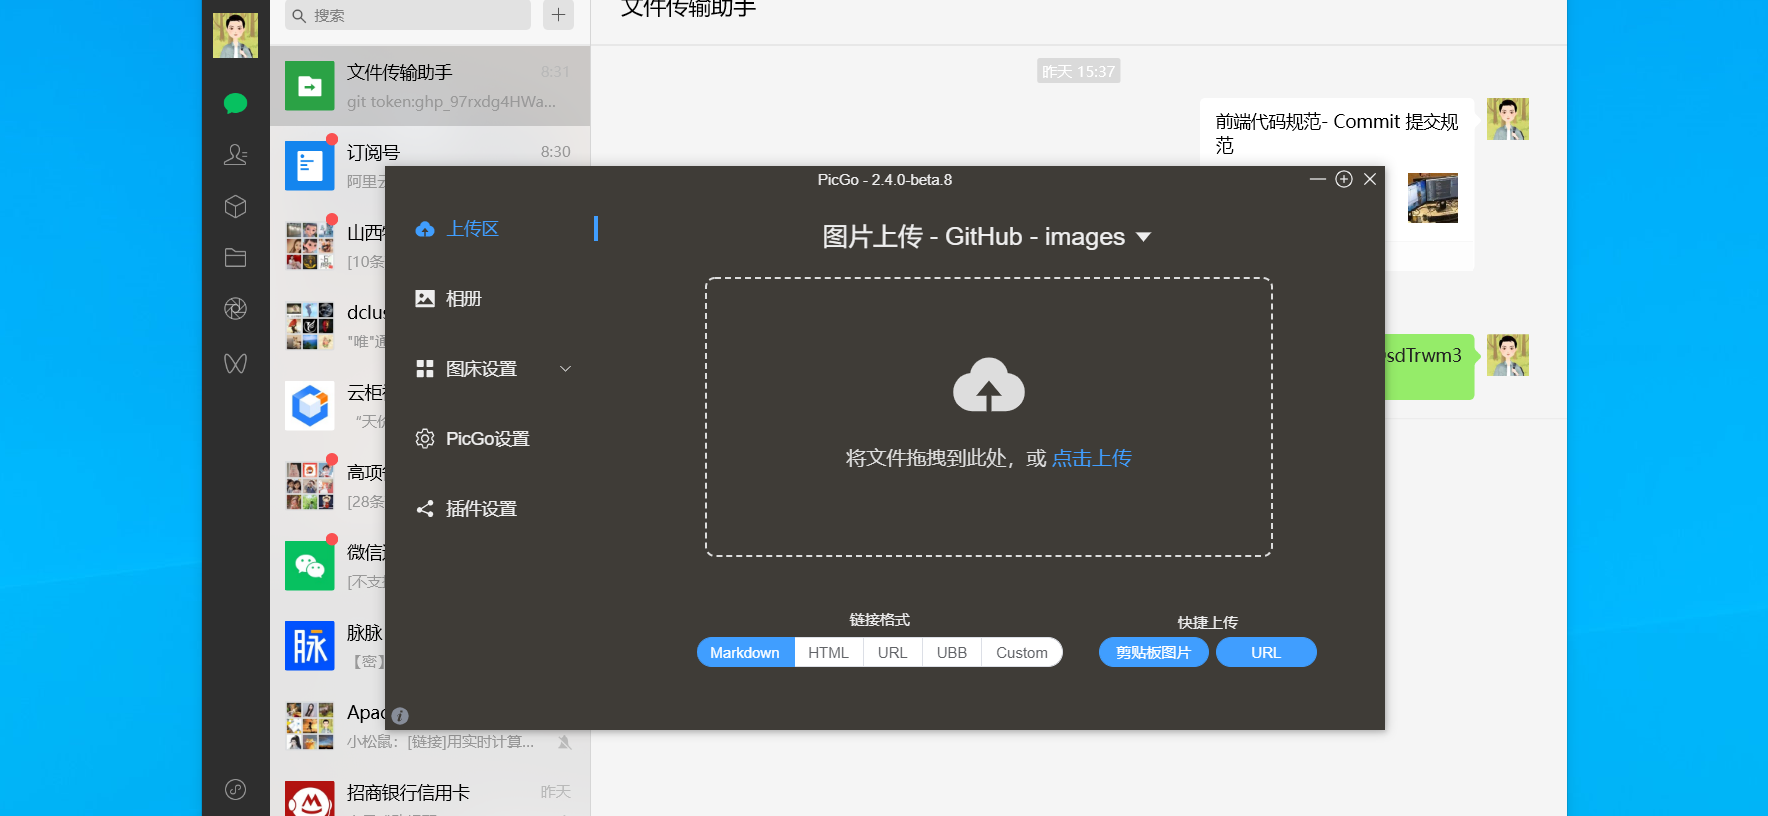 搜索
文件传输助手
文件传输助手
8:31
git token:ghp_97rxdg4HWa...
订阅号
8:30
阿里云
山西
[10条
dclus
"唯"通
云柜
“天价
高项
[28条
微信
[不支持
脉脉
【密】
Apac
小松鼠：[链接]用实时计算...
招商银行信用卡
昨天
昨天 15:37
前端代码规范- Commit 提交规
范
sdTrwm3
PicGo - 2.4.0-beta.8
上传区
相册
图床设置
PicGo设置
插件设置
图片上传 - GitHub - images
将文件拖拽到此处，或 点击上传
链接格式
Markdown HTML URL UBB Custom
快捷上传
剪贴板图片 URL